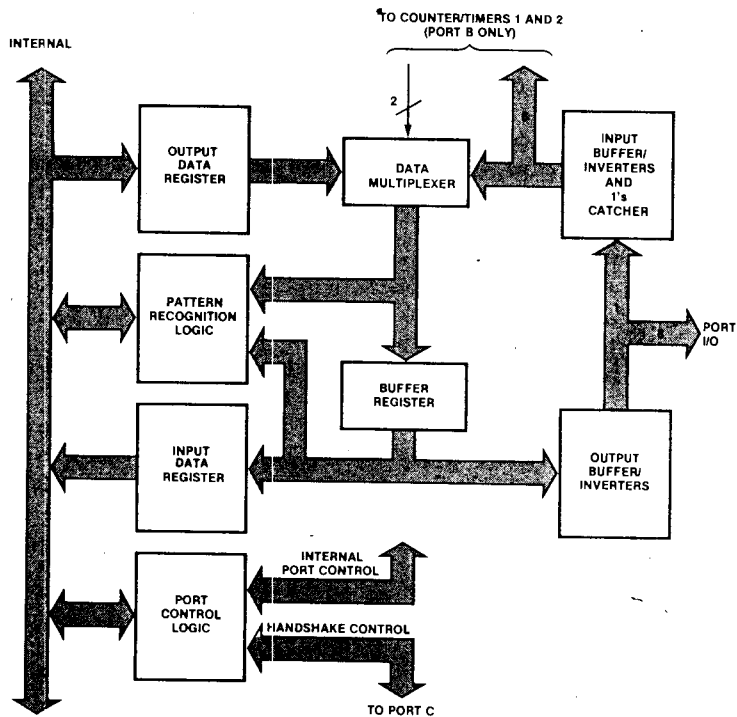 TO COUNTER/TIMERS 1 AND 2
(PORT B ONLY)
INTERNAL
2
OUTPUT
DATA
REGISTER
DATA
MULTIPLEXER
INPUT
BUFFER/
INVERTERS
AND
1's
CATCHER
PATTERN
RECOGNITION
LOGIC
PORT
I/O
BUFFER
REGISTER
INPUT
DATA
REGISTER
OUTPUT
BUFFER/
INVERTERS
PORT
CONTROL
LOGIC
INTERNAL
PORT CONTROL
HANDSHAKE CONTROL
TO PORT C